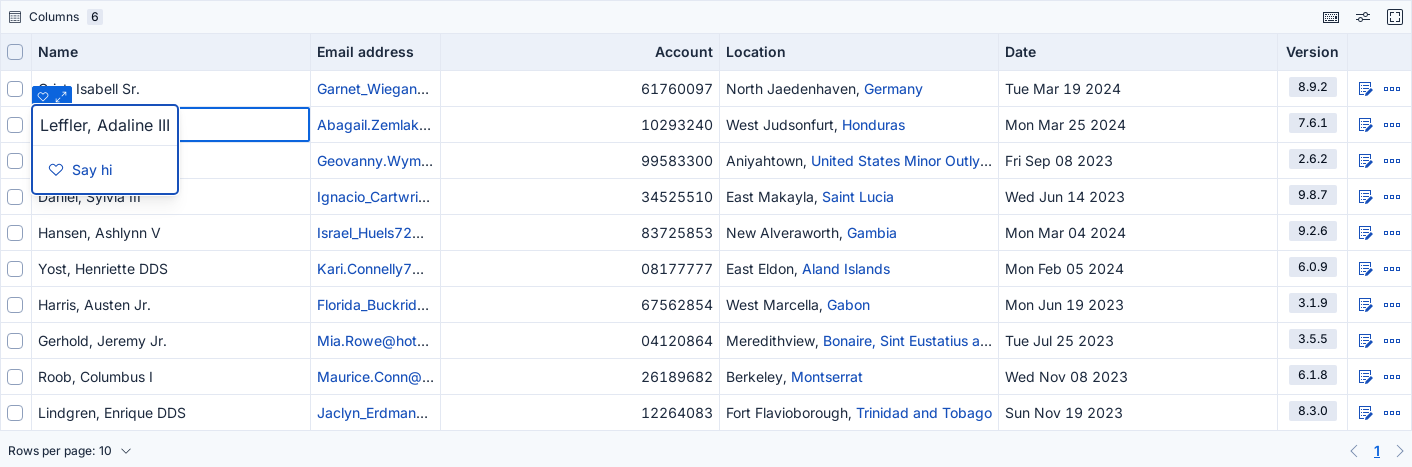 Columns 6
Name Email address Account Location Date Version
Isabell Sr. Garnet_Wiegan... 61760097 North Jaedenhaven, Germany Tue Mar 19 2024 8.9.2
Leffler, Adaline III Abagail.Zemlak... 10293240 West Judsonfurt, Honduras Mon Mar 25 2024 7.6.1
Geovanny.Wym... 99583300 Aniyahtown, United States Minor Outly... Fri Sep 08 2023 2.6.2
Say hi
Daniel, Sylvia III Ignacio_Cartwri... 34525510 East Makayla, Saint Lucia Wed Jun 14 2023 9.8.7
Hansen, Ashlynn V Israel_Huels72... 83725853 New Alveraworth, Gambia Mon Mar 04 2024 9.2.6
Yost, Henriette DDS Kari.Connelly7... 08177777 East Eldon, Aland Islands Mon Feb 05 2024 6.0.9
Harris, Austen Jr. Florida_Buckrid... 67562854 West Marcella, Gabon Mon Jun 19 2023 3.1.9
Gerhold, Jeremy Jr. Mia.Rowe@hot... 04120864 Meredithview, Bonaire, Sint Eustatius a... Tue Jul 25 2023 3.5.5
Roob, Columbus I Maurice.Conn@... 26189682 Berkeley, Montserrat Wed Nov 08 2023 6.1.8
Lindgren, Enrique DDS Jaclyn_Erdman... 12264083 Fort Flavioborough, Trinidad and Tobago Sun Nov 19 2023 8.3.0
Rows per page: 10 1